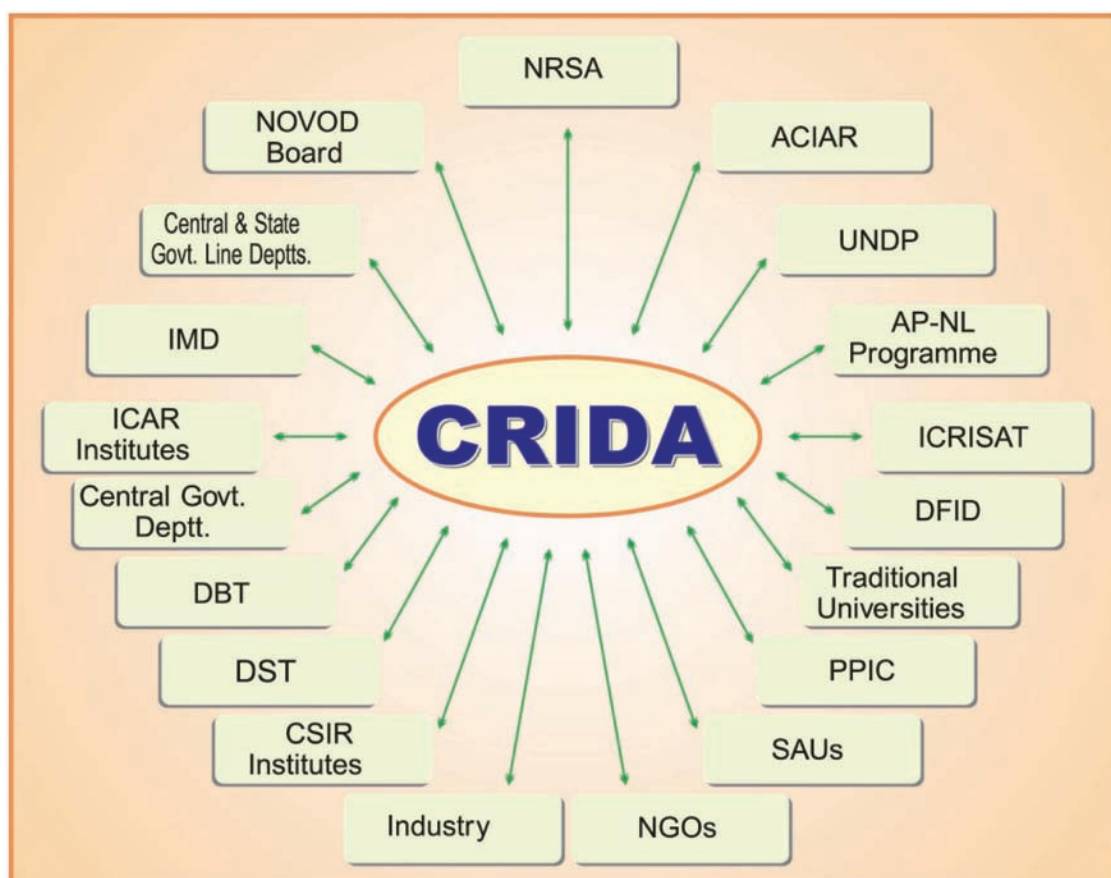 NRSA
NOVOD
Board
ACIAR
Central & State
Govt. Line Deptts.
UNDP
IMD
AP-NL
Programme
CRIDA
ICAR
Institutes
ICRISAT
Central Govt.
Deptt.
DFID
DBT
Traditional
Universities
DST
PPIC
CSIR
Institutes
SAUs
Industry
NGOs